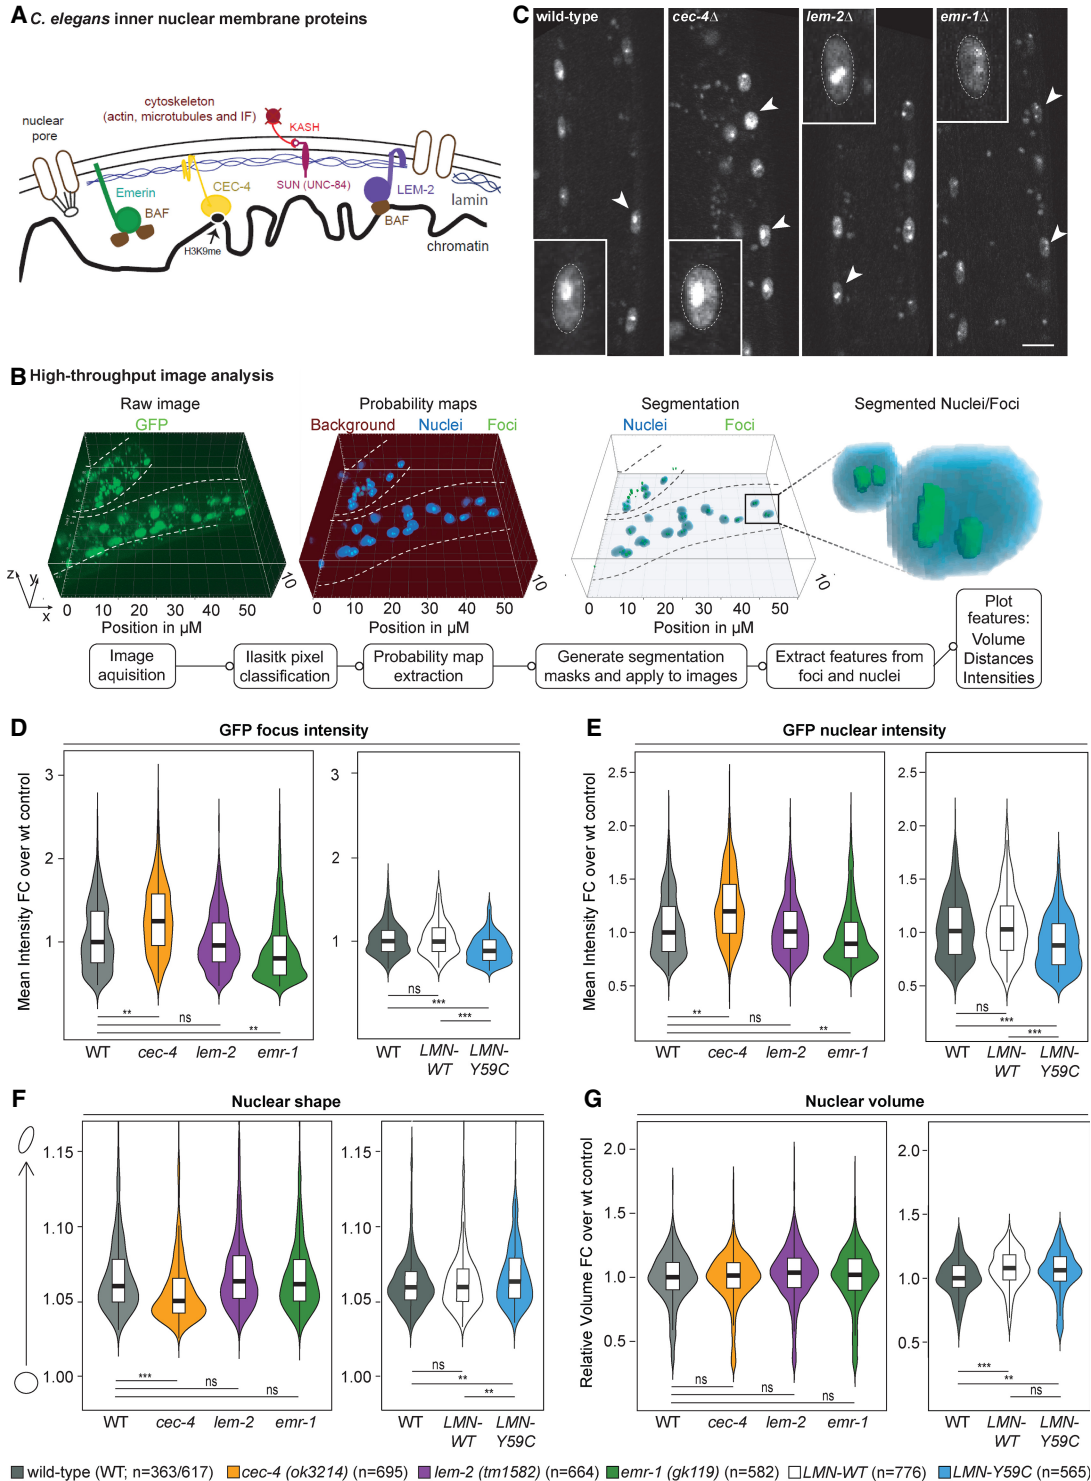 A C. elegans inner nuclear membrane proteins
cytoskeleton
(actin, microtubules and IF)
nuclear
pore
KASH
Emerin
BAF
CEC-4
SUN (UNC-84)
LEM-2
BAF
lamin
chromatin
H3K9me
C
wild-type
cec-4Δ
lem-2Δ
emr-1Δ
B High-throughput image analysis
Raw image
GFP
Probability maps
Background Nuclei Foci
Segmentation
Nuclei Foci
Segmented Nuclei/Foci
z y x
0 10 20 30 40 50
10
Position in µM
0 10 20 30 40 50
10
Position in µM
0 10 20 30 40 50
10
Position in µM
Image
aquisition
Ilasitk pixel
classification
Probability map
extraction
Generate segmentation
masks and apply to images
Extract features from
foci and nuclei
Plot
features:
Volume
Distances
Intensities
D GFP focus intensity
Mean Intensity FC over wt control
3
2
1
** ns **
WT cec-4 lem-2 emr-1
3
2
1
ns
***
***
WT LMN-WT LMN-Y59C
E GFP nuclear intensity
Mean Intensity FC over wt control
2.5
2.0
1.5
1.0
0.5
** ns **
WT cec-4 lem-2 emr-1
2.5
2.0
1.5
1.0
0.5
ns
***
***
WT LMN-WT LMN-Y59C
F Nuclear shape
1.15
1.10
1.05
1.00
*** ns ns
WT cec-4 lem-2 emr-1
1.15
1.10
1.05
1.00
ns
**
**
WT LMN-WT LMN-Y59C
G Nuclear volume
Relative Volume FC over wt control
2.0
1.5
1.0
0.5
ns ns ns
WT cec-4 lem-2 emr-1
2.0
1.5
1.0
0.5
***
**
ns
WT LMN-WT LMN-Y59C
wild-type (WT; n=363/617) cec-4 (ok3214) (n=695) lem-2 (tm1582) (n=664) emr-1 (gk119) (n=582) LMN-WT (n=776) LMN-Y59C (n=565)